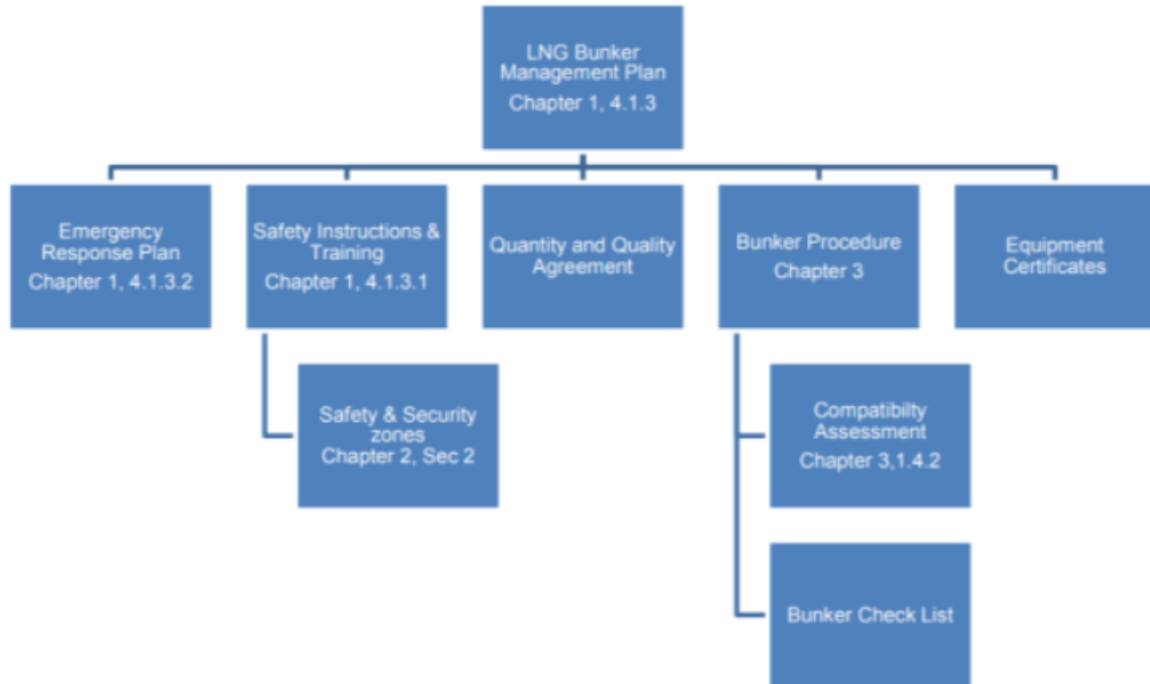 LNG Bunker
Management Plan
Chapter 1, 4.1.3
Emergency
Response Plan
Chapter 1, 4.1.3.2
Safety Instructions &
Training
Chapter 1, 4.1.3.1
Quantity and Quality
Agreement
Bunker Procedure
Chapter 3
Equipment
Certificates
Safety & Security
zones
Chapter 2, Sec 2
Compatibilty
Assessment
Chapter 3,1.4.2
Bunker Check List